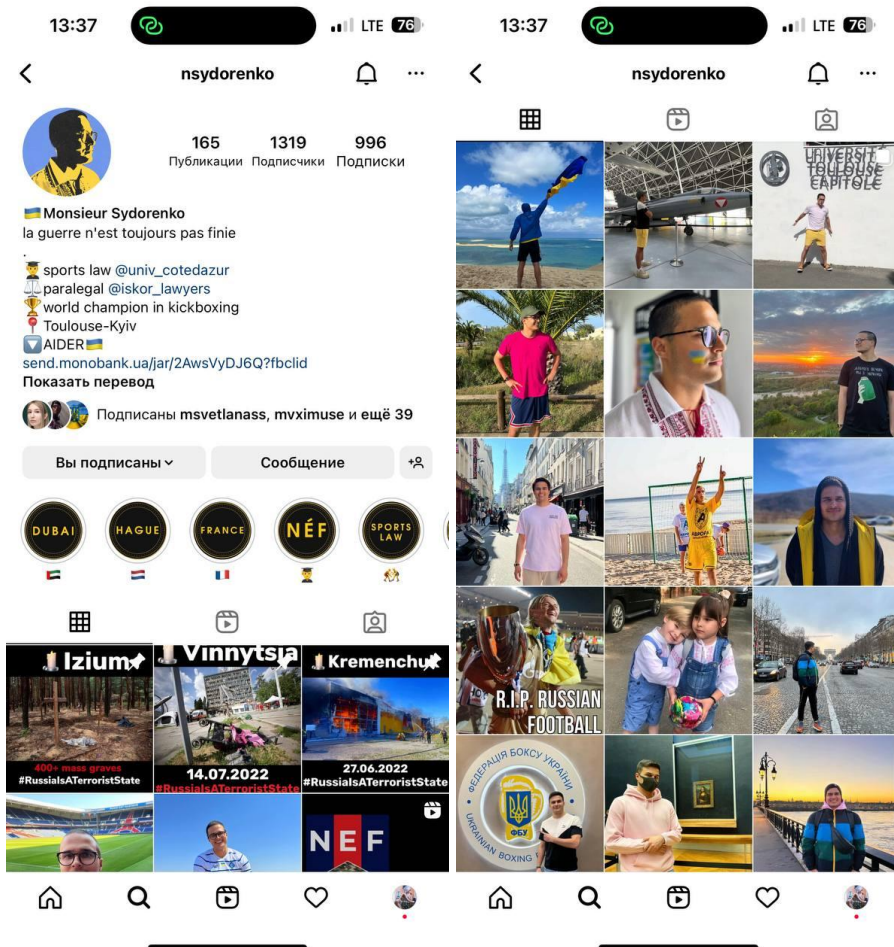 13:37
LTE 76
nsydorenko
165 1319 996
Публикации Подписчики Подписки
🇺🇦 Monsieur Sydorenko
la guerre n'est toujours pas finie
.
👨‍🎓 sports law @univ_cotedazur
⚖️ paralegal @iskor_lawyers
🏆 world champion in kickboxing
📍 Toulouse-Kyiv
🔽 AIDER 🇺🇦
send.monobank.ua/jar/2AwsVyDJ6Q?fbclid
Показать перевод
Подписаны msvetlanass, mvximuse и ещё 39
Вы подписаны
Сообщение
DUBAI
HAGUE
FRANCE
NÉF
SPORTS
LAW
Izium
400+ mass graves
#RussiaIsATerroristState
Vinnytsia
14.07.2022
#RussiaIsATerroristState
Kremenchuk
27.06.2022
#RussiaIsATerroristState
NEF
13:37
LTE 76
nsydorenko
UNIVERSITÉ
TOULOUSE
CAPITOLE
R.I.P. RUSSIAN
FOOTBALL
ФЕДЕРАЦІЯ БОКСУ УКРАЇНИ
ФБУ
UKRAINIAN BOXING